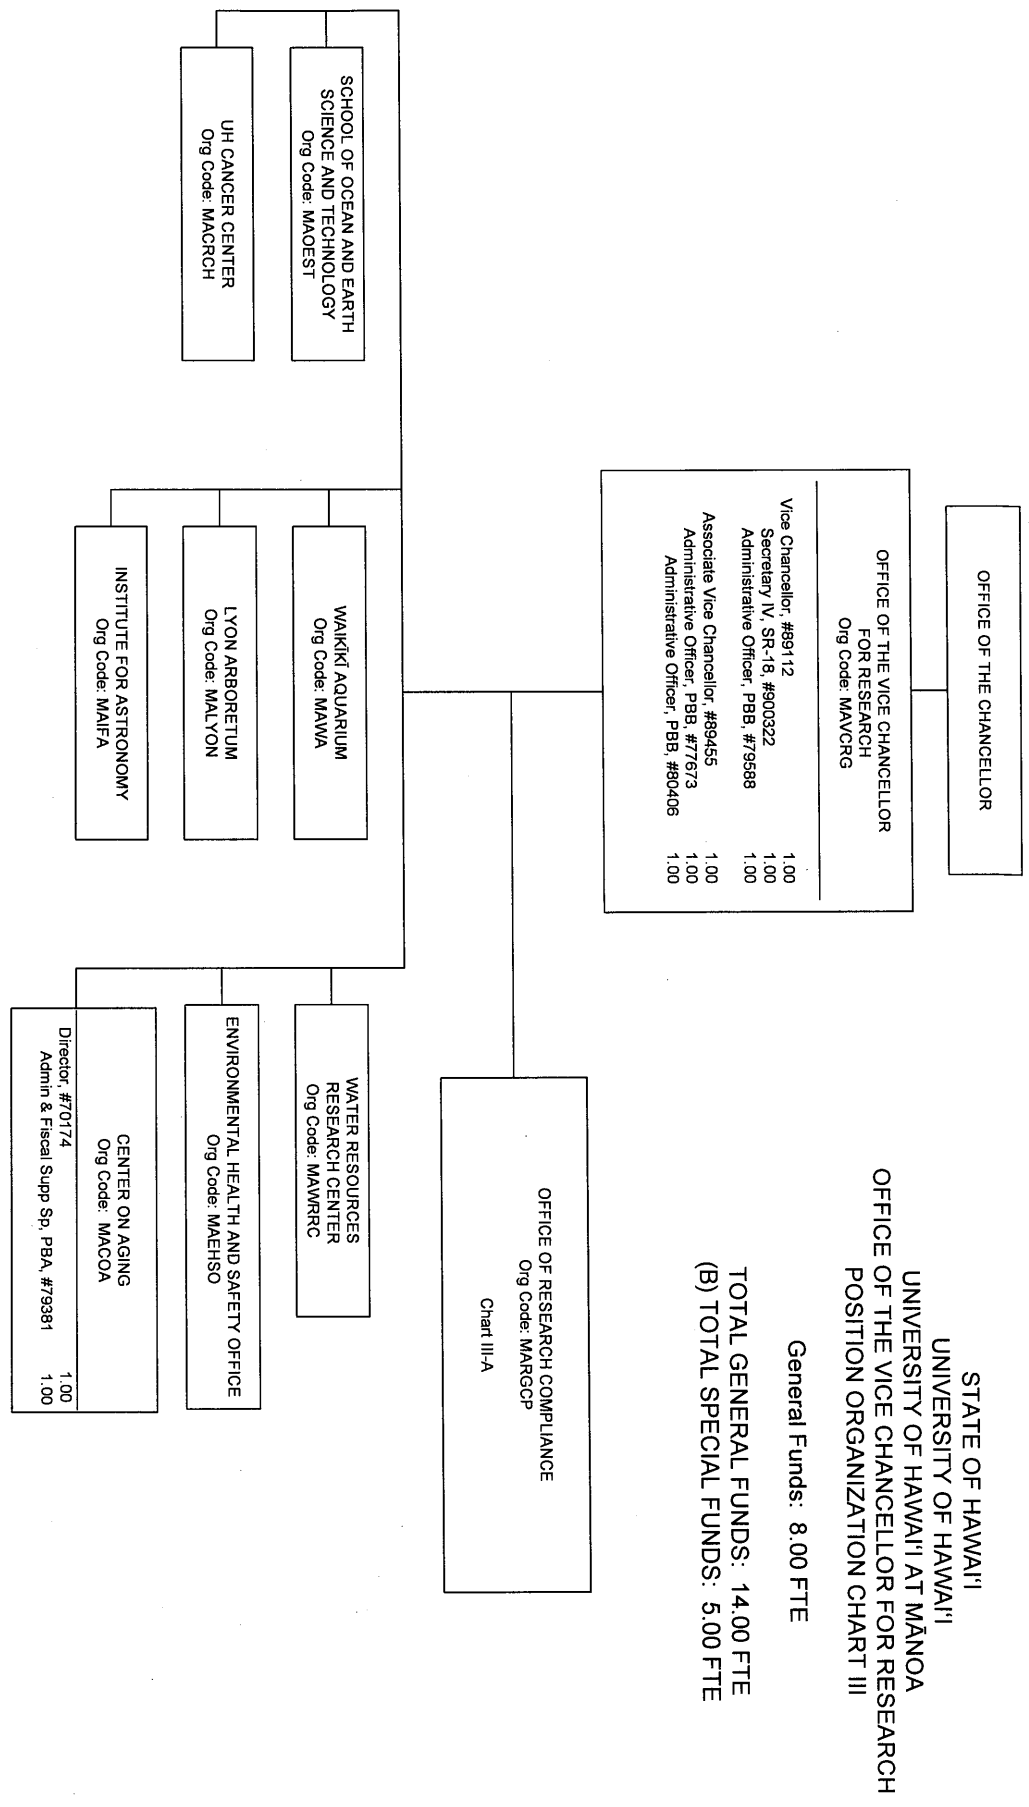 STATE OF HAWAI'I
UNIVERSITY OF HAWAI'I
UNIVERSITY OF HAWAI'I AT MĀNOA
OFFICE OF THE VICE CHANCELLOR FOR RESEARCH
POSITION ORGANIZATION CHART III
General Funds: 8.00 FTE
TOTAL GENERAL FUNDS: 14.00 FTE
(B) TOTAL SPECIAL FUNDS: 5.00 FTE
OFFICE OF THE CHANCELLOR
OFFICE OF THE VICE CHANCELLOR
FOR RESEARCH
Org Code: MAVCRG
Vice Chancellor, #89112 1.00
Secretary IV, SR-18, #900322 1.00
Administrative Officer, PBB, #79588 1.00
Associate Vice Chancellor, #89455 1.00
Administrative Officer, PBB, #77673 1.00
Administrative Officer, PBB, #80406 1.00
OFFICE OF RESEARCH COMPLIANCE
Org Code: MARGCP
Chart III-A
SCHOOL OF OCEAN AND EARTH
SCIENCE AND TECHNOLOGY
Org Code: MAOEST
UH CANCER CENTER
Org Code: MACRCH
WAIKĪKĪ AQUARIUM
Org Code: MAWA
LYON ARBORETUM
Org Code: MALYON
INSTITUTE FOR ASTRONOMY
Org Code: MAIFA
WATER RESOURCES
RESEARCH CENTER
Org Code: MAWRRC
ENVIRONMENTAL HEALTH AND SAFETY OFFICE
Org Code: MAEHSO
CENTER ON AGING
Org Code: MACOA
Director, #70174 1.00
Admin & Fiscal Supp Sp, PBA, #79381 1.00